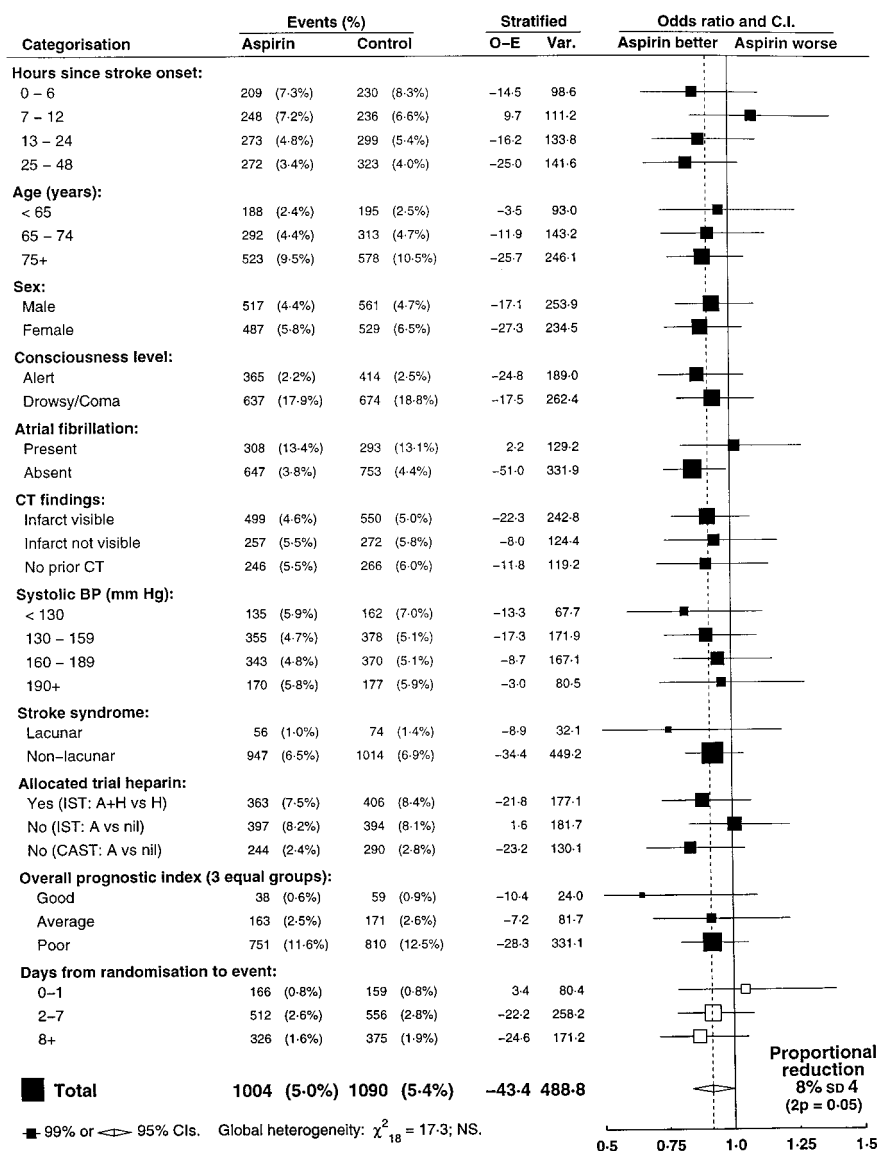 Events (%) Stratified Odds ratio and C.I.
Categorisation Aspirin Control O-E Var. Aspirin better Aspirin worse
Hours since stroke onset:
0 – 6 209 (7·3%) 230 (8·3%) –14·5 98·6
7 – 12 248 (7·2%) 236 (6·6%) 9·7 111·2
13 – 24 273 (4·8%) 299 (5·4%) –16·2 133·8
25 – 48 272 (3·4%) 323 (4·0%) –25·0 141·6
Age (years):
< 65 188 (2·4%) 195 (2·5%) –3·5 93·0
65 – 74 292 (4·4%) 313 (4·7%) –11·9 143·2
75+ 523 (9·5%) 578 (10·5%) –25·7 246·1
Sex:
Male 517 (4·4%) 561 (4·7%) –17·1 253·9
Female 487 (5·8%) 529 (6·5%) –27·3 234·5
Consciousness level:
Alert 365 (2·2%) 414 (2·5%) –24·8 189·0
Drowsy/Coma 637 (17·9%) 674 (18·8%) –17·5 262·4
Atrial fibrillation:
Present 308 (13·4%) 293 (13·1%) 2·2 129·2
Absent 647 (3·8%) 753 (4·4%) –51·0 331·9
CT findings:
Infarct visible 499 (4·6%) 550 (5·0%) –22·3 242·8
Infarct not visible 257 (5·5%) 272 (5·8%) –8·0 124·4
No prior CT 246 (5·5%) 266 (6·0%) –11·8 119·2
Systolic BP (mm Hg):
< 130 135 (5·9%) 162 (7·0%) –13·3 67·7
130 – 159 355 (4·7%) 378 (5·1%) –17·3 171·9
160 – 189 343 (4·8%) 370 (5·1%) –8·7 167·1
190+ 170 (5·8%) 177 (5·9%) –3·0 80·5
Stroke syndrome:
Lacunar 56 (1·0%) 74 (1·4%) –8·9 32·1
Non–lacunar 947 (6·5%) 1014 (6·9%) –34·4 449·2
Allocated trial heparin:
Yes (IST: A+H vs H) 363 (7·5%) 406 (8·4%) –21·8 177·1
No (IST: A vs nil) 397 (8·2%) 394 (8·1%) 1·6 181·7
No (CAST: A vs nil) 244 (2·4%) 290 (2·8%) –23·2 130·1
Overall prognostic index (3 equal groups):
Good 38 (0·6%) 59 (0·9%) –10·4 24·0
Average 163 (2·5%) 171 (2·6%) –7·2 81·7
Poor 751 (11·6%) 810 (12·5%) –28·3 331·1
Days from randomisation to event:
0–1 166 (0·8%) 159 (0·8%) 3·4 80·4
2–7 512 (2·6%) 556 (2·8%) –22·2 258·2
8+ 326 (1·6%) 375 (1·9%) –24·6 171·2
Total 1004 (5·0%) 1090 (5·4%) –43·4 488·8
Proportional
reduction
8% SD 4
(2p = 0·05)
99% or 95% CIs. Global heterogeneity: χ²₁₈ = 17·3; NS.
0·5 0·75 1·0 1·25 1·5